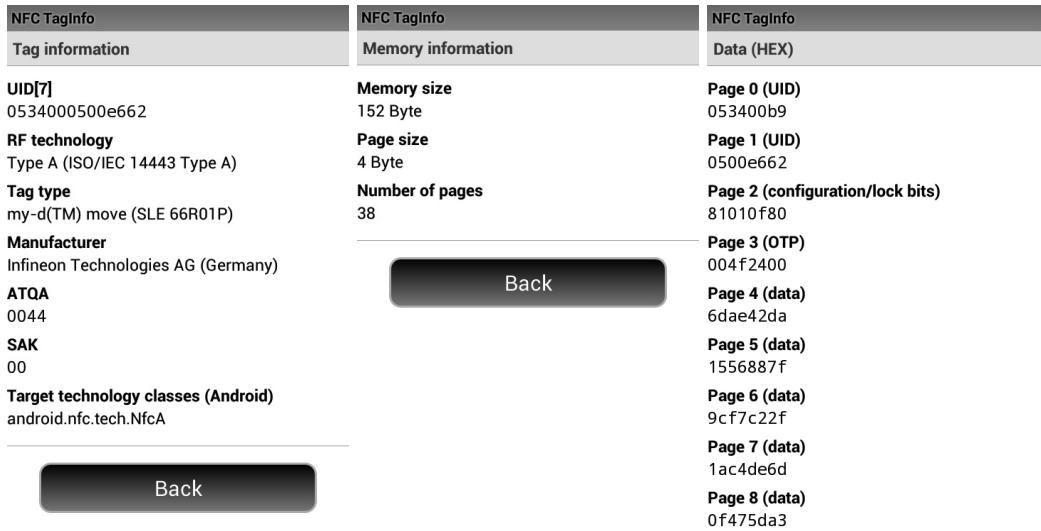 NFC TagInfo
Tag information
UID[7]
0534000500e662
RF technology
Type A (ISO/IEC 14443 Type A)
Tag type
my-d(TM) move (SLE 66R01P)
Manufacturer
Infineon Technologies AG (Germany)
ATQA
0044
SAK
00
Target technology classes (Android)
android.nfc.tech.NfcA
Back
NFC TagInfo
Memory information
Memory size
152 Byte
Page size
4 Byte
Number of pages
38
Back
NFC TagInfo
Data (HEX)
Page 0 (UID)
053400b9
Page 1 (UID)
0500e662
Page 2 (configuration/lock bits)
81010f80
Page 3 (OTP)
004f2400
Page 4 (data)
6dae42da
Page 5 (data)
1556887f
Page 6 (data)
9cf7c22f
Page 7 (data)
1ac4de6d
Page 8 (data)
0f475da3